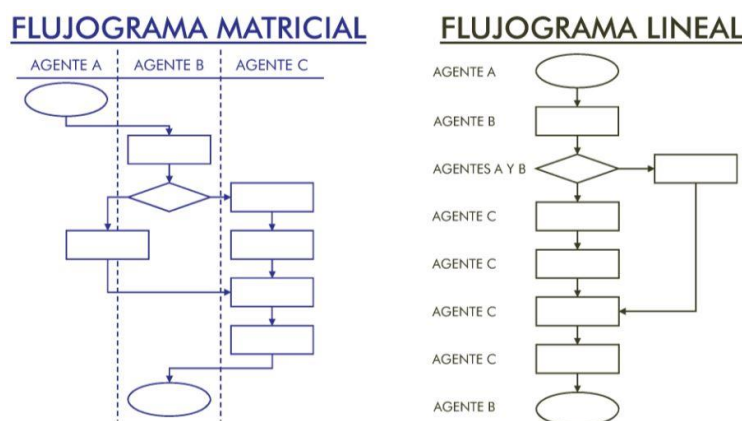 FLUJOGRAMA MATRICIAL
AGENTE A AGENTE B AGENTE C
FLUJOGRAMA LINEAL
AGENTE A
AGENTE B
AGENTES A Y B
AGENTE C
AGENTE C
AGENTE C
AGENTE C
AGENTE B